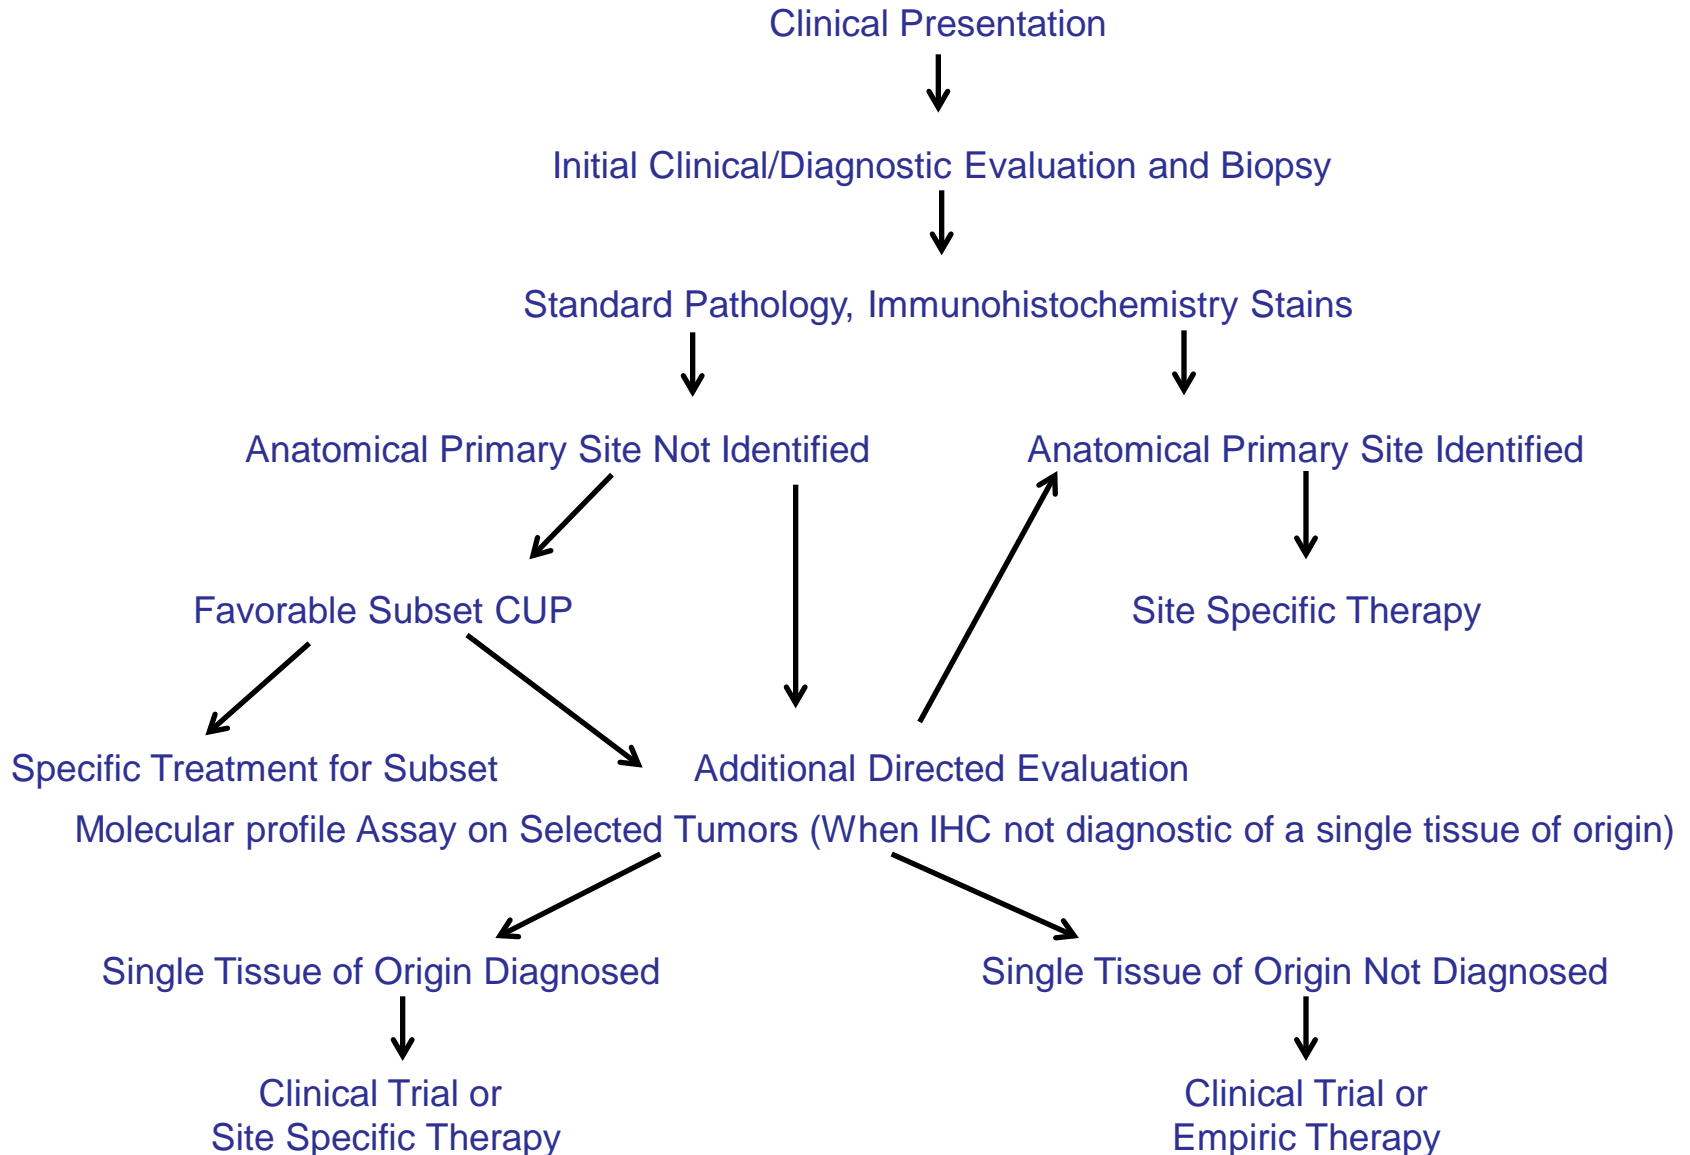 Clinical Presentation
Initial Clinical/Diagnostic Evaluation and Biopsy
Standard Pathology, Immunohistochemistry Stains
Anatomical Primary Site Not Identified
Anatomical Primary Site Identified
Favorable Subset CUP
Site Specific Therapy
Specific Treatment for Subset
Additional Directed Evaluation
Molecular profile Assay on Selected Tumors (When IHC not diagnostic of a single tissue of origin)
Single Tissue of Origin Diagnosed
Single Tissue of Origin Not Diagnosed
Clinical Trial or
Site Specific Therapy
Clinical Trial or
Empiric Therapy